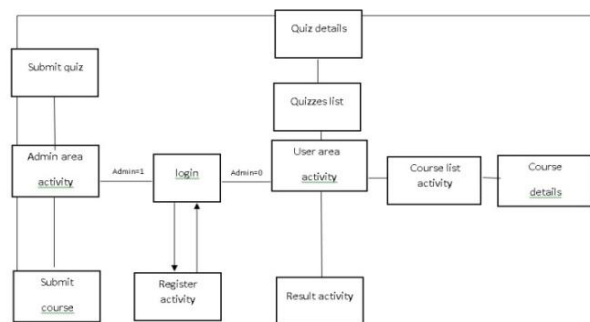 Quiz details
Submit quiz
Quizzes list
Admin area
activity
Admin=1
login
Admin=0
User area
activity
Course list
activity
Course
details
Submit
course
Register
activity
Result activity